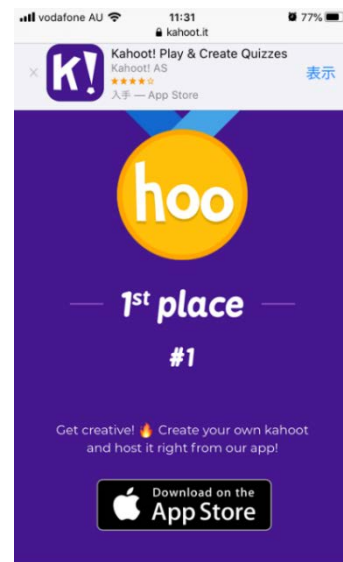 vodafone AU 11:31 77%
kahoot.it
Kahoot! Play & Create Quizzes
Kahoot! AS
入手 — App Store
表示
K!
hoo
1st place
#1
Get creative! 🔥 Create your own kahoot
and host it right from our app!
Download on the
App Store